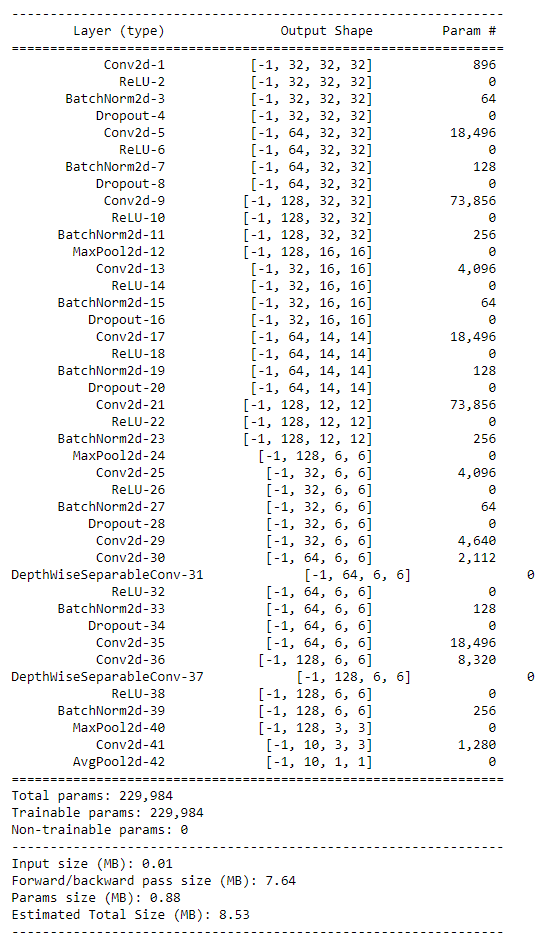 ----------------------------------------------------------------
Layer (type) Output Shape Param #
================================================================
Conv2d-1 [-1, 32, 32, 32] 896
ReLU-2 [-1, 32, 32, 32] 0
BatchNorm2d-3 [-1, 32, 32, 32] 64
Dropout-4 [-1, 32, 32, 32] 0
Conv2d-5 [-1, 64, 32, 32] 18,496
ReLU-6 [-1, 64, 32, 32] 0
BatchNorm2d-7 [-1, 64, 32, 32] 128
Dropout-8 [-1, 64, 32, 32] 0
Conv2d-9 [-1, 128, 32, 32] 73,856
ReLU-10 [-1, 128, 32, 32] 0
BatchNorm2d-11 [-1, 128, 32, 32] 256
MaxPool2d-12 [-1, 128, 16, 16] 0
Conv2d-13 [-1, 32, 16, 16] 4,096
ReLU-14 [-1, 32, 16, 16] 0
BatchNorm2d-15 [-1, 32, 16, 16] 64
Dropout-16 [-1, 32, 16, 16] 0
Conv2d-17 [-1, 64, 14, 14] 18,496
ReLU-18 [-1, 64, 14, 14] 0
BatchNorm2d-19 [-1, 64, 14, 14] 128
Dropout-20 [-1, 64, 14, 14] 0
Conv2d-21 [-1, 128, 12, 12] 73,856
ReLU-22 [-1, 128, 12, 12] 0
BatchNorm2d-23 [-1, 128, 12, 12] 256
MaxPool2d-24 [-1, 128, 6, 6] 0
Conv2d-25 [-1, 32, 6, 6] 4,096
ReLU-26 [-1, 32, 6, 6] 0
BatchNorm2d-27 [-1, 32, 6, 6] 64
Dropout-28 [-1, 32, 6, 6] 0
Conv2d-29 [-1, 32, 6, 6] 4,640
Conv2d-30 [-1, 64, 6, 6] 2,112
DepthWiseSeparableConv-31 [-1, 64, 6, 6] 0
ReLU-32 [-1, 64, 6, 6] 0
BatchNorm2d-33 [-1, 64, 6, 6] 128
Dropout-34 [-1, 64, 6, 6] 0
Conv2d-35 [-1, 64, 6, 6] 18,496
Conv2d-36 [-1, 128, 6, 6] 8,320
DepthWiseSeparableConv-37 [-1, 128, 6, 6] 0
ReLU-38 [-1, 128, 6, 6] 0
BatchNorm2d-39 [-1, 128, 6, 6] 256
MaxPool2d-40 [-1, 128, 3, 3] 0
Conv2d-41 [-1, 10, 3, 3] 1,280
AvgPool2d-42 [-1, 10, 1, 1] 0
================================================================
Total params: 229,984
Trainable params: 229,984
Non-trainable params: 0
----------------------------------------------------------------
Input size (MB): 0.01
Forward/backward pass size (MB): 7.64
Params size (MB): 0.88
Estimated Total Size (MB): 8.53
----------------------------------------------------------------